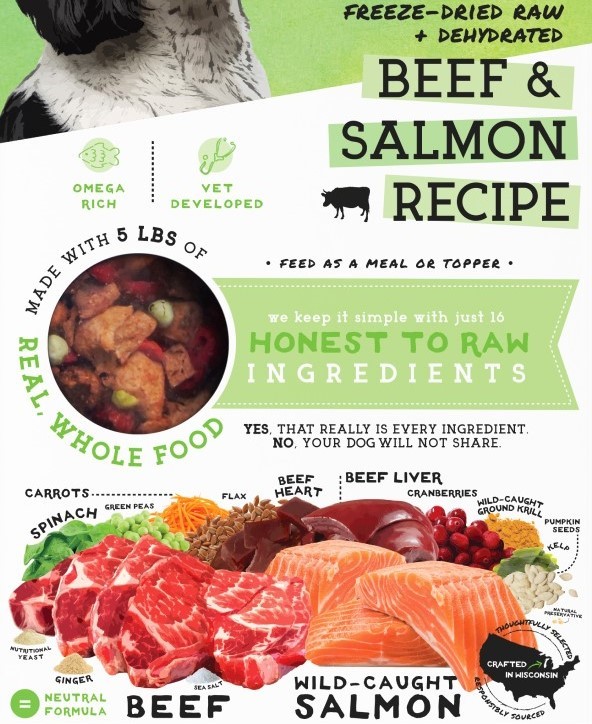 FREEZE-DRIED RAW
+ DEHYDRATED
BEEF &
SALMON
RECIPE
OMEGA
RICH
VET
DEVELOPED
MADE WITH 5 LBS OF
REAL, WHOLE FOOD
• FEED AS A MEAL OR TOPPER •
we keep it simple with just 16
HONEST TO RAW
INGREDIENTS
YES, THAT REALLY IS EVERY INGREDIENT.
NO, YOUR DOG WILL NOT SHARE.
CARROTS
SPINACH
GREEN PEAS
FLAX
BEEF
HEART
BEEF LIVER
CRANBERRIES
WILD-CAUGHT
GROUND KRILL
PUMPKIN
SEEDS
KELP
NATURAL
PRESERVATIVE
NUTRITIONAL
YEAST
GINGER
SEA SALT
= NEUTRAL
FORMULA
BEEF
WILD-CAUGHT
SALMON
THOUGHTFULLY SELECTED
CRAFTED
IN WISCONSIN
RESPONSIBLY SOURCED